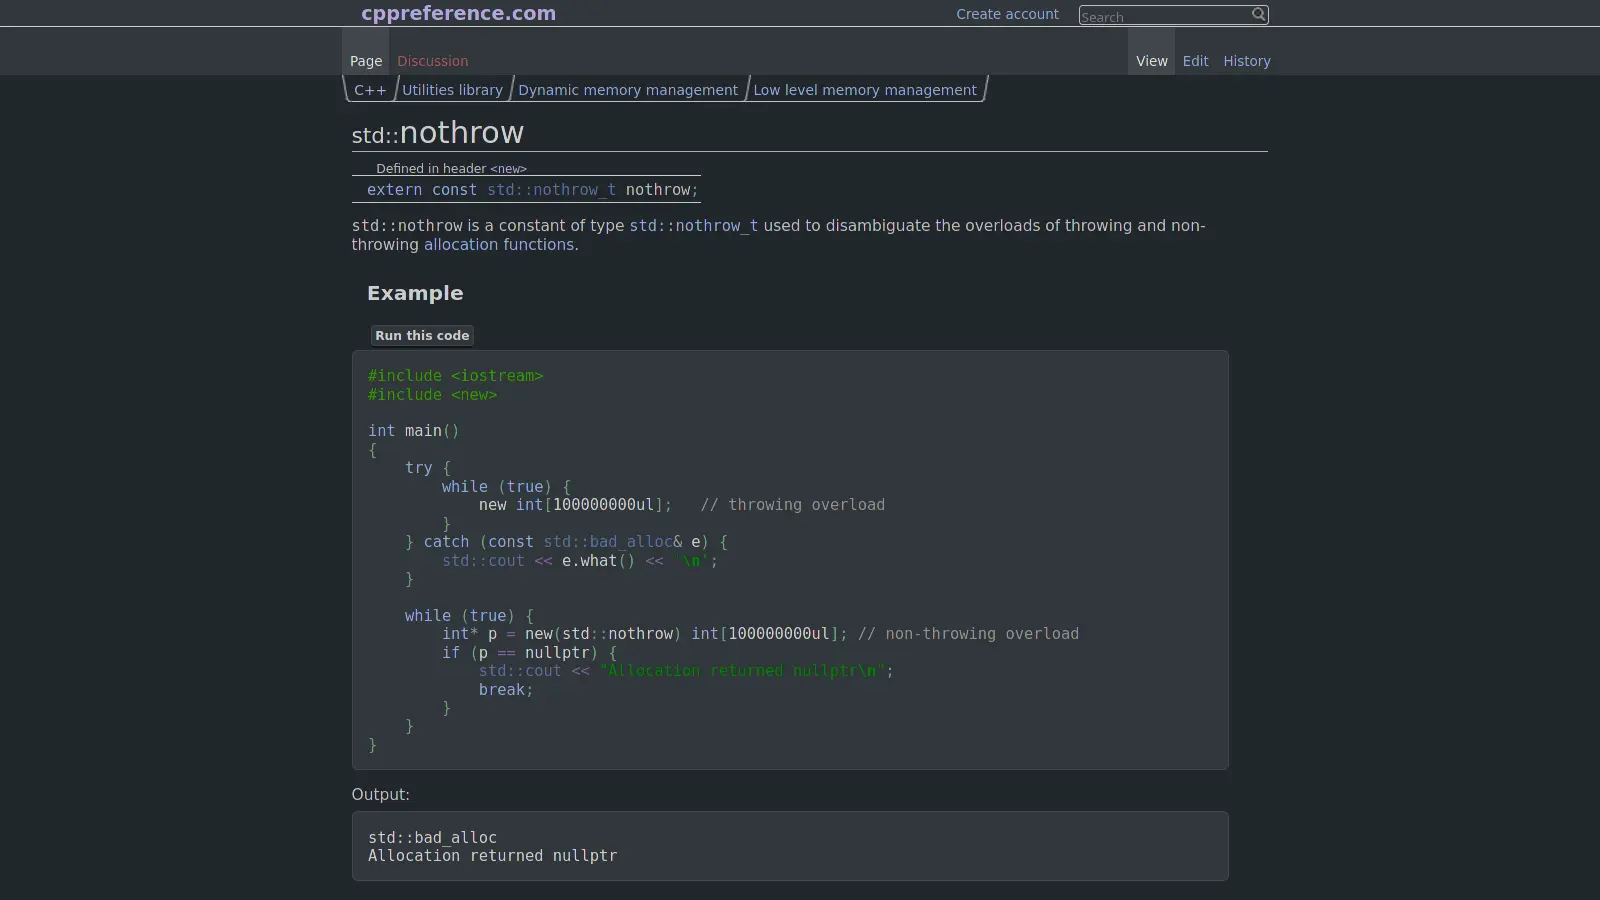 cppreference.com
Create account
Search
Page
Discussion
View
Edit
History
C++
Utilities library
Dynamic memory management
Low level memory management
std::nothrow
Defined in header <new>
extern const std::nothrow_t nothrow;
std::nothrow is a constant of type std::nothrow_t used to disambiguate the overloads of throwing and non-
throwing allocation functions.
Example
Run this code
#include <iostream>
#include <new>
int main()
{
    try {
        while (true) {
            new int[100000000ul];   // throwing overload
        }
    } catch (const std::bad_alloc& e) {
        std::cout << e.what() << '\n';
    }
    while (true) {
        int* p = new(std::nothrow) int[100000000ul]; // non-throwing overload
        if (p == nullptr) {
            std::cout << "Allocation returned nullptr\n";
            break;
        }
    }
}
Output:
std::bad_alloc
Allocation returned nullptr